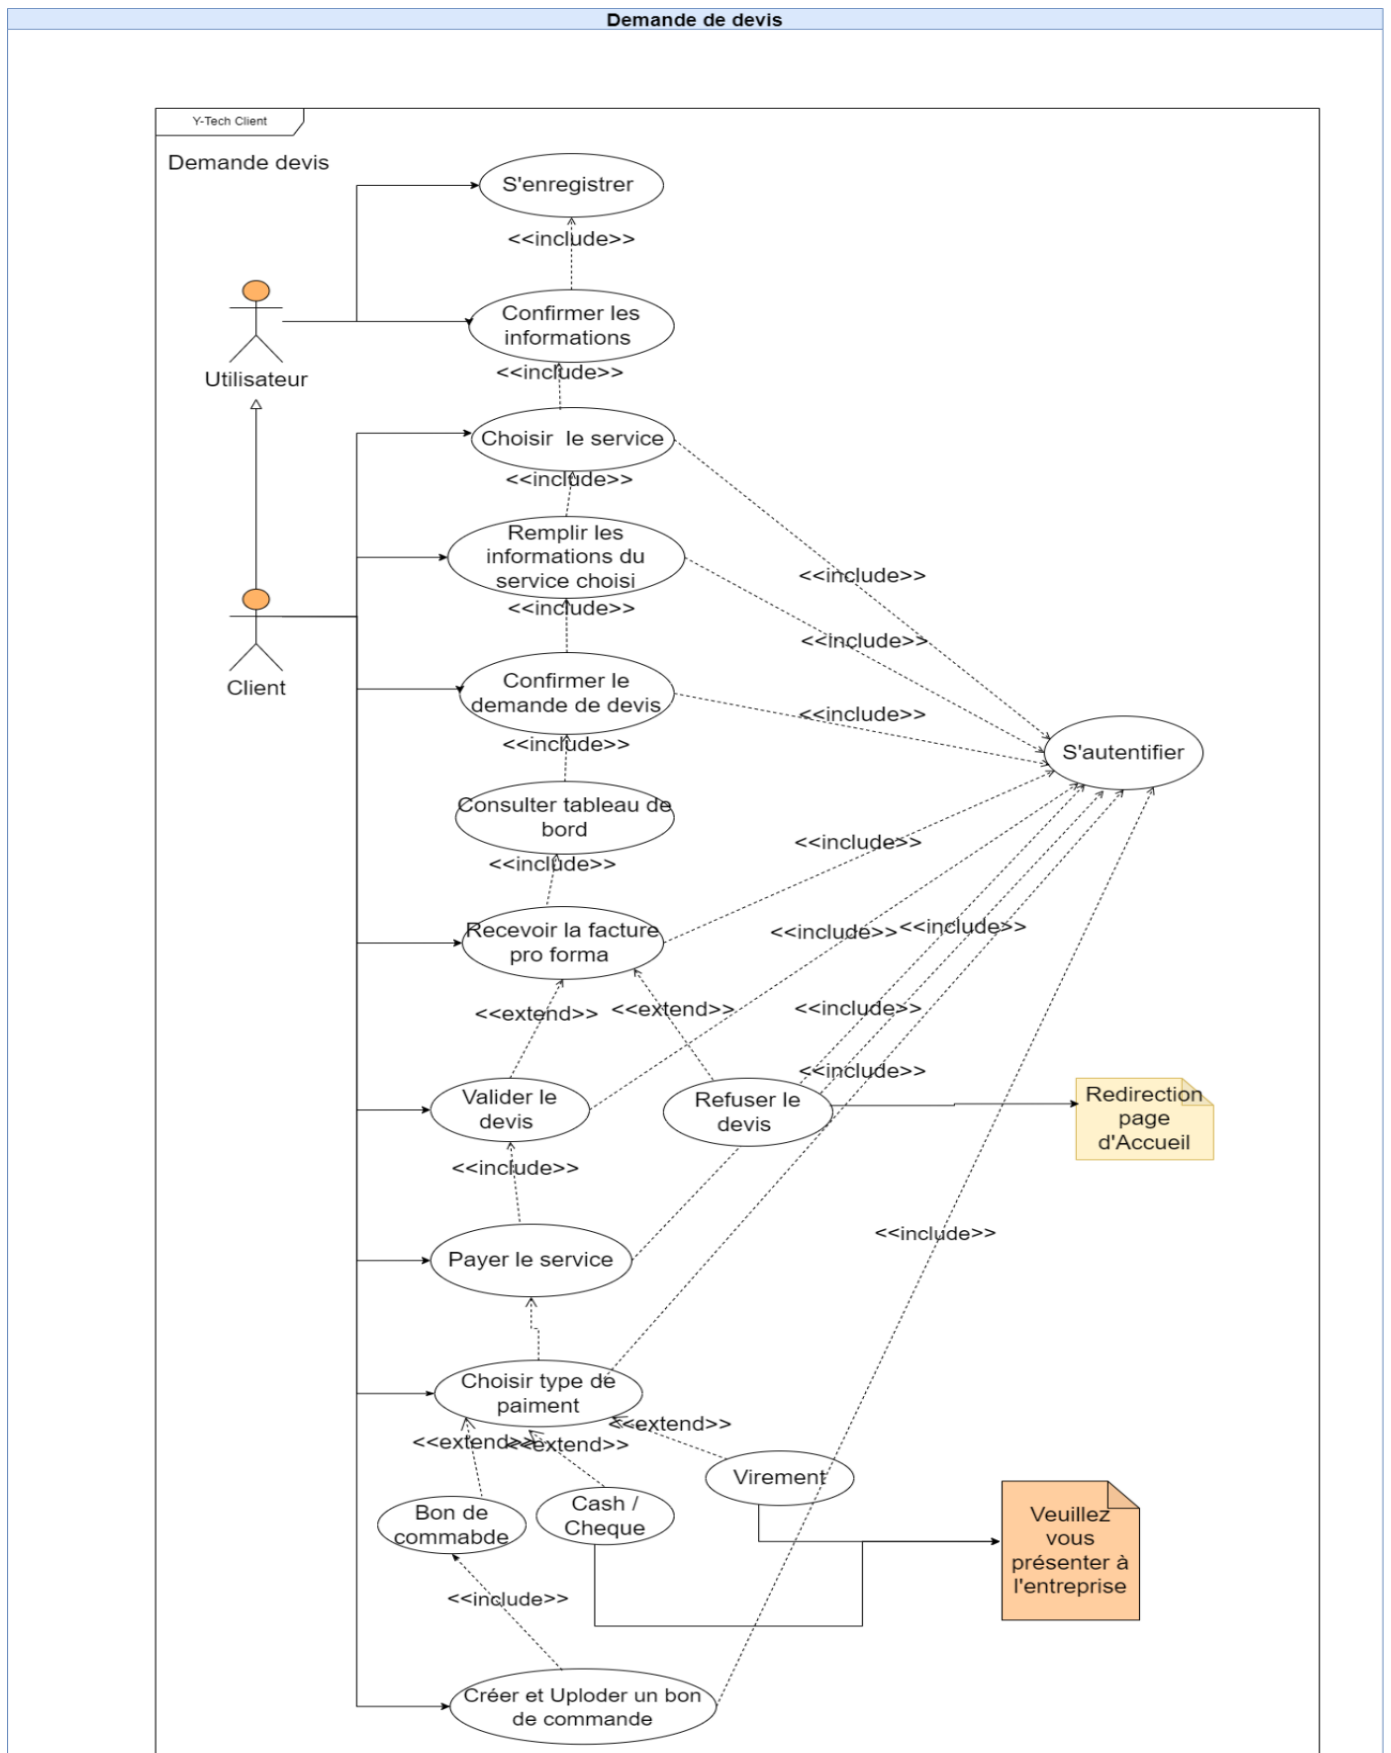 Demande de devis
Y-Tech Client
Demande devis
S'enregistrer
<<include>>
Confirmer les
informations
Utilisateur
<<include>>
Choisir le service
<<include>>
Remplir les
informations du
service choisi
<<include>>
<<include>>
<<include>>
Client
Confirmer le
demande de devis
<<include>>
<<include>>
S'autentifier
Consulter tableau de
bord
<<include>>
<<include>>
Recevoir la facture
pro forma
<<include>>
<<include>>
<<extend>>
<<extend>>
<<include>>
<<include>>
Valider le
devis
Refuser le
devis
Redirection
page
d'Accueil
<<include>>
<<include>>
Payer le service
Choisir type de
paiment
<<extend>>
<<extend>>
<<extend>>
Virement
Bon de
commabde
Cash /
Cheque
Veuillez
vous
présenter à
l'entreprise
<<include>>
Créer et Uploder un bon
de commande